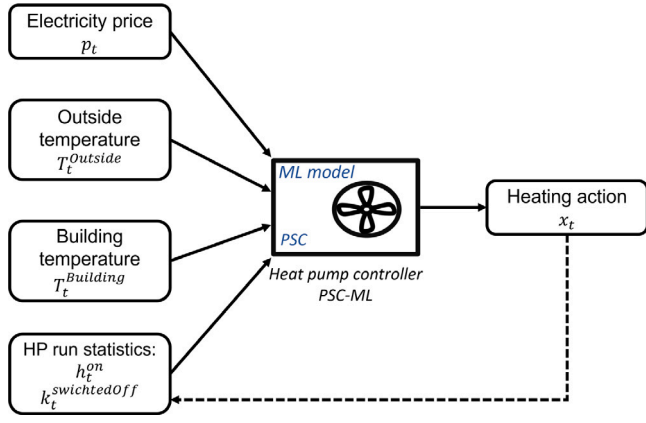 Electricity price
p_t
Outside
temperature
T_t^{Outside}
Building
temperature
T_t^{Building}
HP run statistics:
h_t^{on}
k_t^{swichtedOff}
ML model
PSC
Heat pump controller
PSC-ML
Heating action
x_t